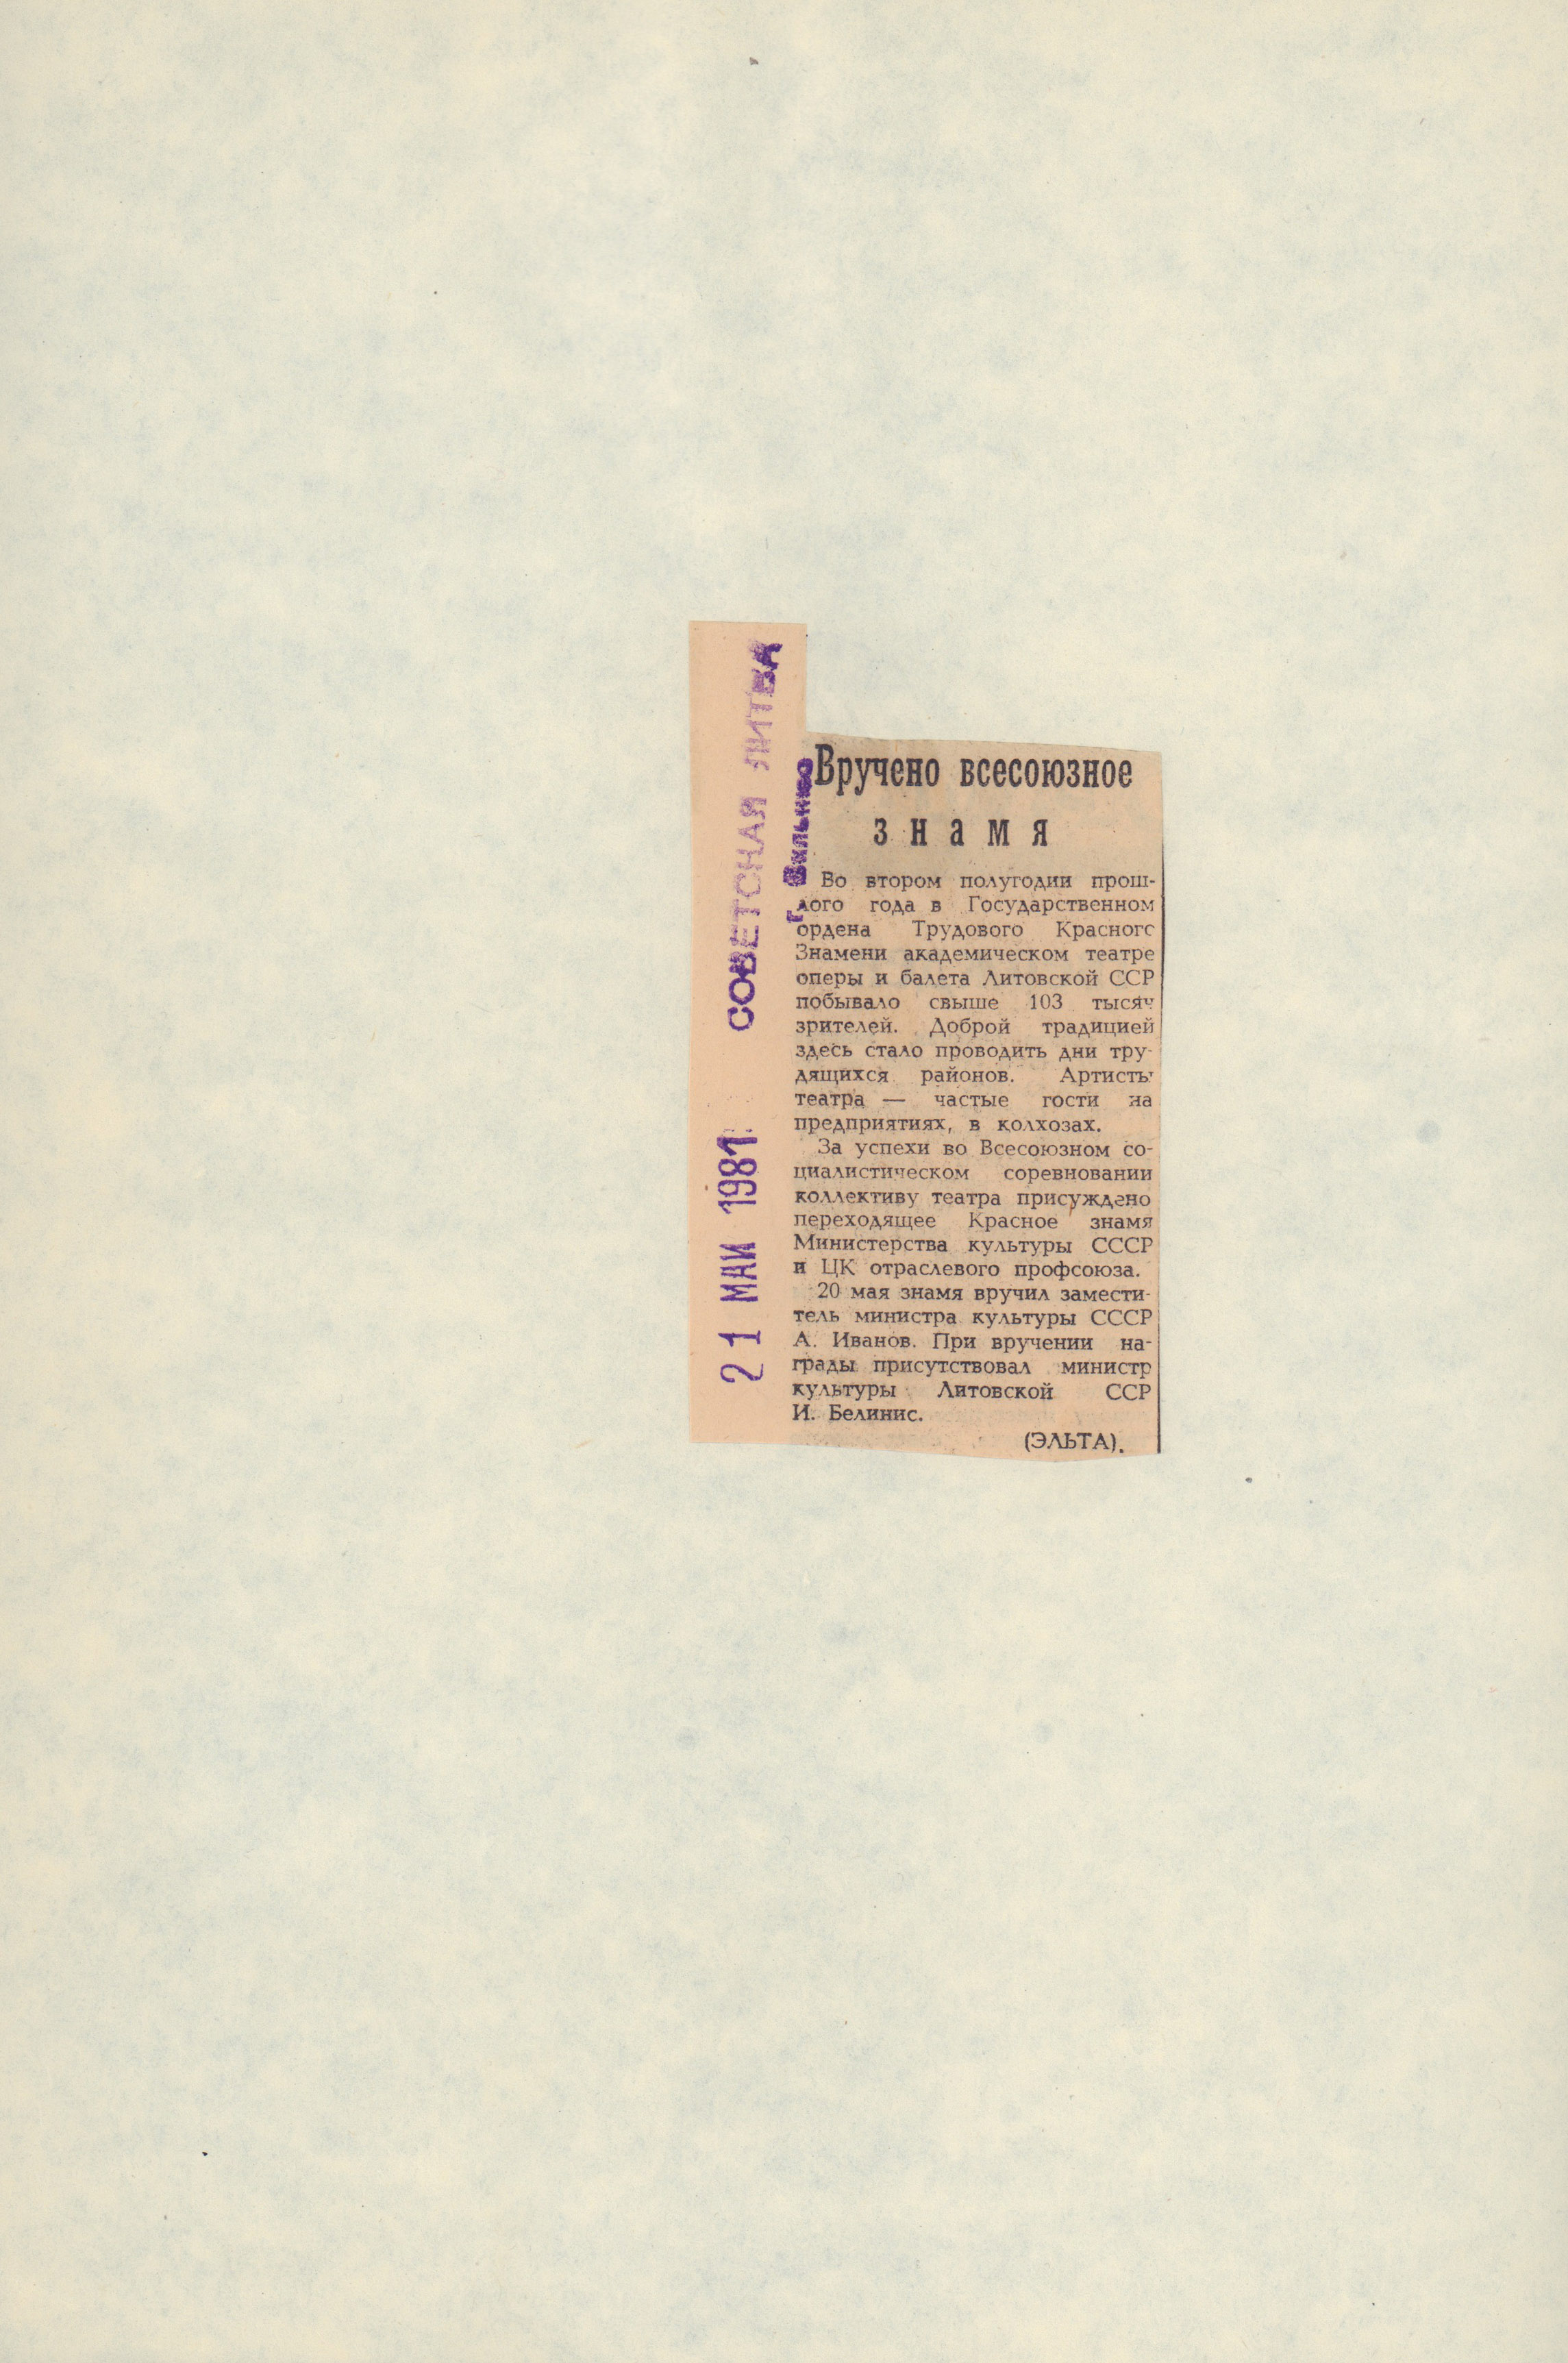 СОВЕТСКАЯ ЛИТВА
г. Вильнюс
21 МАЙ 1981
Вручено всесоюзное
знамя
Во втором полугодии прош-
лого года в Государственном
ордена Трудового Красного
Знамени академическом театре
оперы и балета Литовской ССР
побывало свыше 103 тысяч
зрителей. Доброй традицией
здесь стало проводить дни тру-
дящихся районов. Артисты
театра — частые гости на
предприятиях, в колхозах.
За успехи во Всесоюзном со-
циалистическом соревновании
коллективу театра присуждено
переходящее Красное знамя
Министерства культуры СССР
и ЦК отраслевого профсоюза.
20 мая знамя вручил замести-
тель министра культуры СССР
А. Иванов. При вручении на-
грады присутствовал министр
культуры Литовской ССР
И. Белинис.
(ЭЛЬТА).